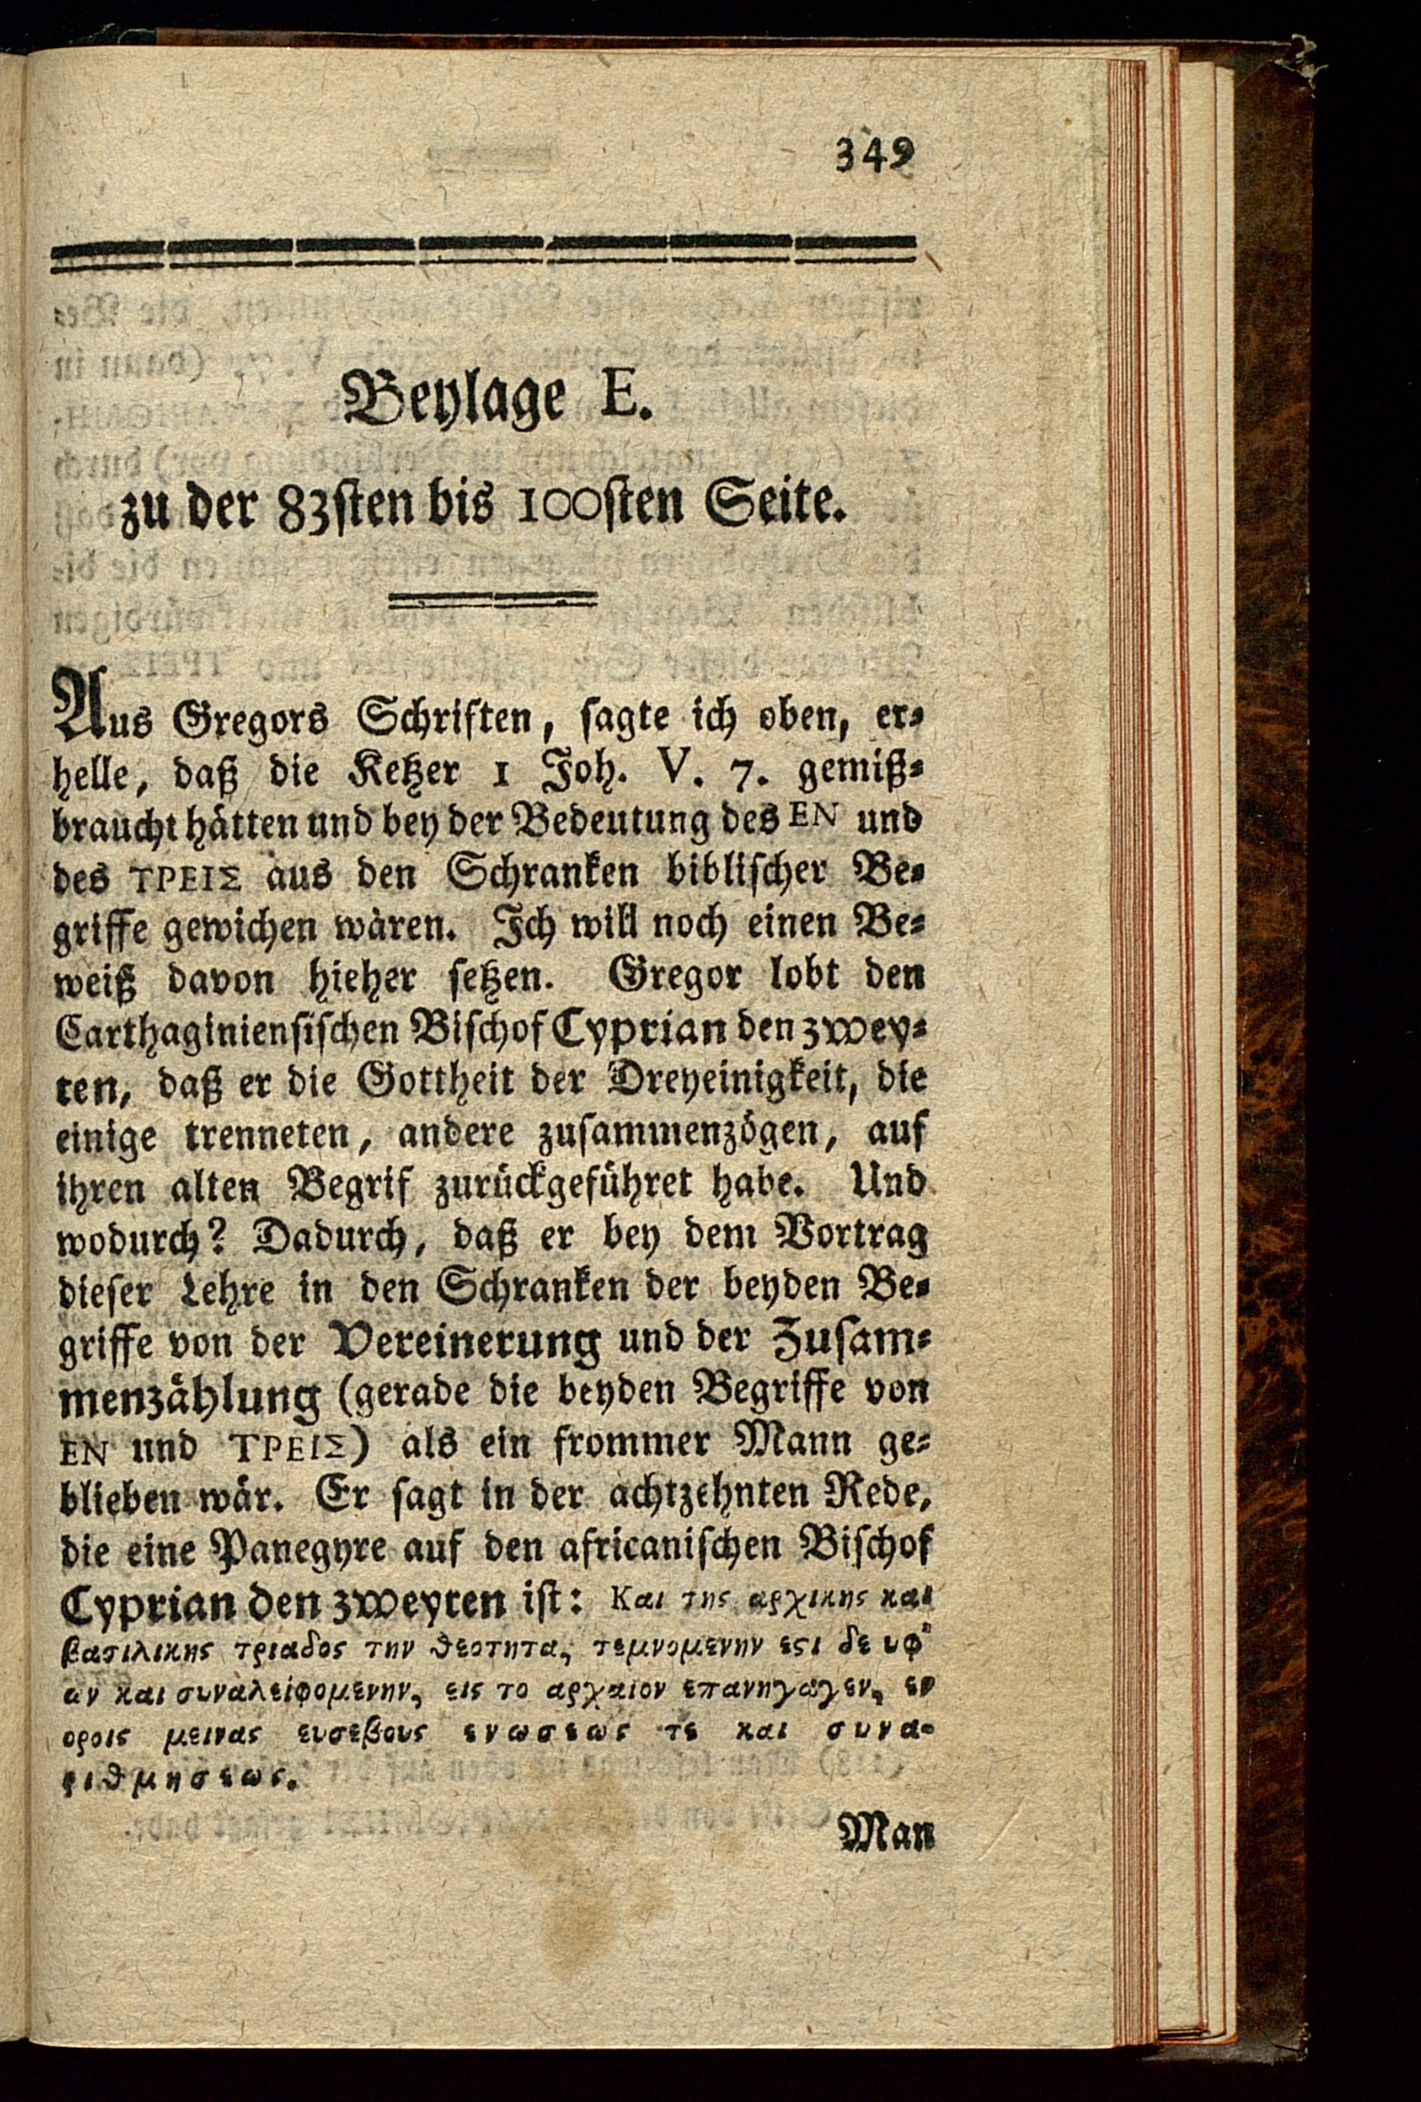 349
Beylage E.
zu der 83sten bis 100sten Seite.
Aus Gregors Schriften, sagte ich oben, er-
helle, daß die Ketzer 1 Joh. V. 7. gemiß-
braucht hätten und bey der Bedeutung des ΕΝ und
des ΤΡΕΙΣ aus den Schranken biblischer Be-
griffe gewichen wären. Ich will noch einen Be-
weiß davon hieher setzen. Gregor lobt den
Carthaginiensischen Bischof Cyprian den zwey-
ten, daß er die Gottheit der Dreyeinigkeit, die
einige trenneten, andere zusammenzögen, auf
ihren alten Begrif zurückgeführet habe. Und
wodurch? Dadurch, daß er bey dem Vortrag
dieser Lehre in den Schranken der beyden Be-
griffe von der Vereinerung und der Zusam-
menzählung (gerade die beyden Begriffe von
ΕΝ und ΤΡΕΙΣ) als ein frommer Mann ge-
blieben wär. Er sagt in der achtzehnten Rede,
die eine Panegyre auf den africanischen Bischof
Cyprian den zweyten ist: Και της αρχικης και
βασιλικης τριαδος την θεοτητα, τεμνομενην εϛι δε υφ᾽
ων και συναλειφομενην, εις το αρχαιον επανηγαγεν, εν
οροις μεινας ευσεβους ενωσεως τε και συνα-
ριθμησεως.
Man